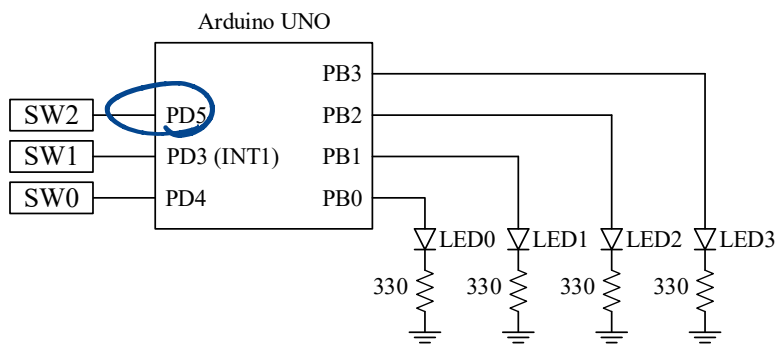 Arduino UNO
PB3
SW2 PD5 PB2
SW1 PD3 (INT1) PB1
SW0 PD4 PB0
LED0 LED1 LED2 LED3
330 330 330 330